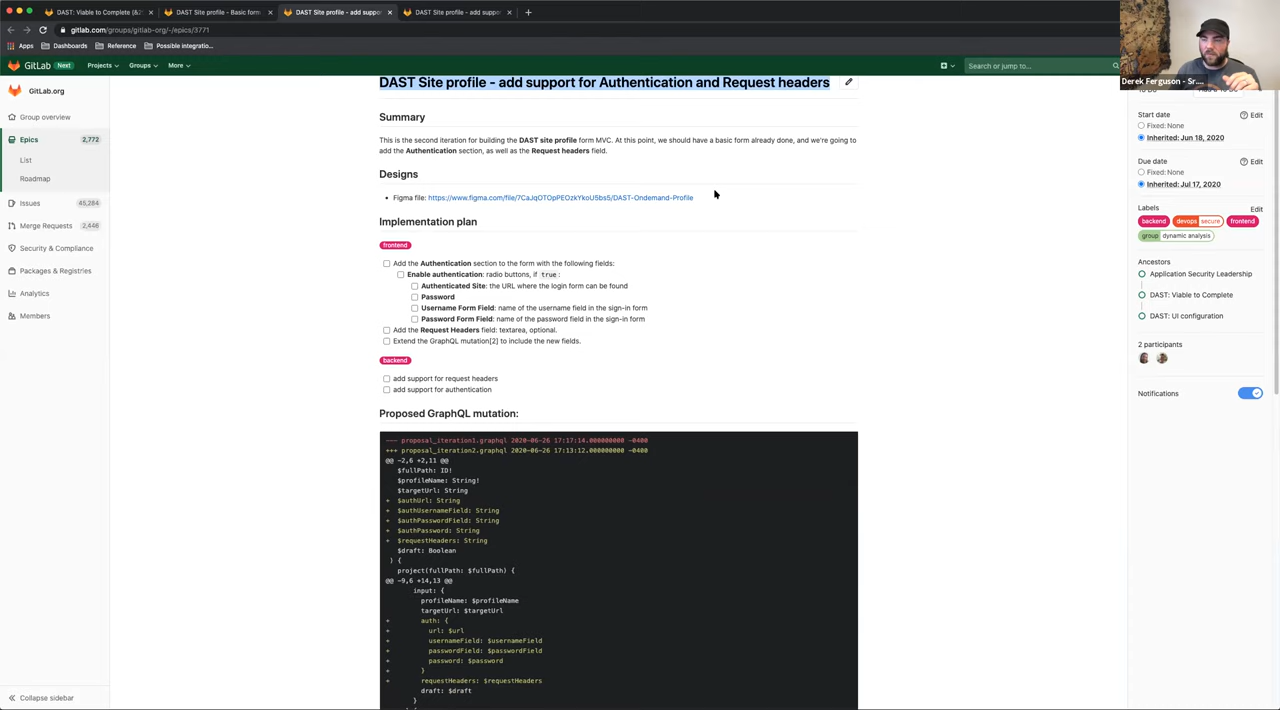 DAST: Viable to Complete (&2
DAST Site profile - Basic form
DAST Site profile - add suppor
DAST Site profile - add suppo
gitlab.com/groups/gitlab-org/-/epics/3771
Apps
Dashboards
Reference
Possible integratio...
GitLab
Next
Projects
Groups
More
Search or jump to...
Derek Ferguson - Sr....
GitLab.org
Group overview
Epics
2,772
List
Roadmap
Issues
45,284
Merge Requests
2,446
Security & Compliance
Packages & Registries
Analytics
Members
Collapse sidebar
DAST Site profile - add support for Authentication and Request headers
Summary
This is the second iteration for building the DAST site profile form MVC. At this point, we should have a basic form already done, and we're going to
add the Authentication section, as well as the Request headers field.
Designs
Figma file: https://www.figma.com/file/7CaJqOTOpPEOzkYkoU5bs5/DAST-Ondemand-Profile
Implementation plan
frontend
Add the Authentication section to the form with the following fields:
Enable authentication: radio buttons, if true:
Authenticated Site: the URL where the login form can be found
Password
Username Form Field: name of the username field in the sign-in form
Password Form Field: name of the password field in the sign-in form
Add the Request Headers field: textarea, optional.
Extend the GraphQL mutation[2] to include the new fields.
backend
add support for request headers
add support for authentication
Proposed GraphQL mutation:
--- proposal_iteration1.graphql 2020-06-26 17:17:14.000000000 -0400
+++ proposal_iteration2.graphql 2020-06-26 17:13:12.000000000 -0400
@@ -2,6 +2,11 @@
$fullPath: ID!
$profileName: String!
$targetUrl: String
+ $authUrl: String
+ $authUsernameField: String
+ $authPasswordField: String
+ $authPassword: String
+ $requestHeaders: String
$draft: Boolean
) {
project(fullPath: $fullPath) {
@@ -9,6 +14,13 @@
input: {
profileName: $profileName
targetUrl: $targetUrl
+ auth: {
+ url: $url
+ usernameField: $usernameField
+ passwordField: $passwordField
+ password: $password
+ }
+ requestHeaders: $requestHeaders
draft: $draft
}
Start date
Edit
Fixed: None
Inherited: Jun 18, 2020
Due date
Edit
Fixed: None
Inherited: Jul 17, 2020
Labels
Edit
backend
devops secure
frontend
group dynamic analysis
Ancestors
Application Security Leadership
DAST: Viable to Complete
DAST: UI configuration
2 participants
Notifications